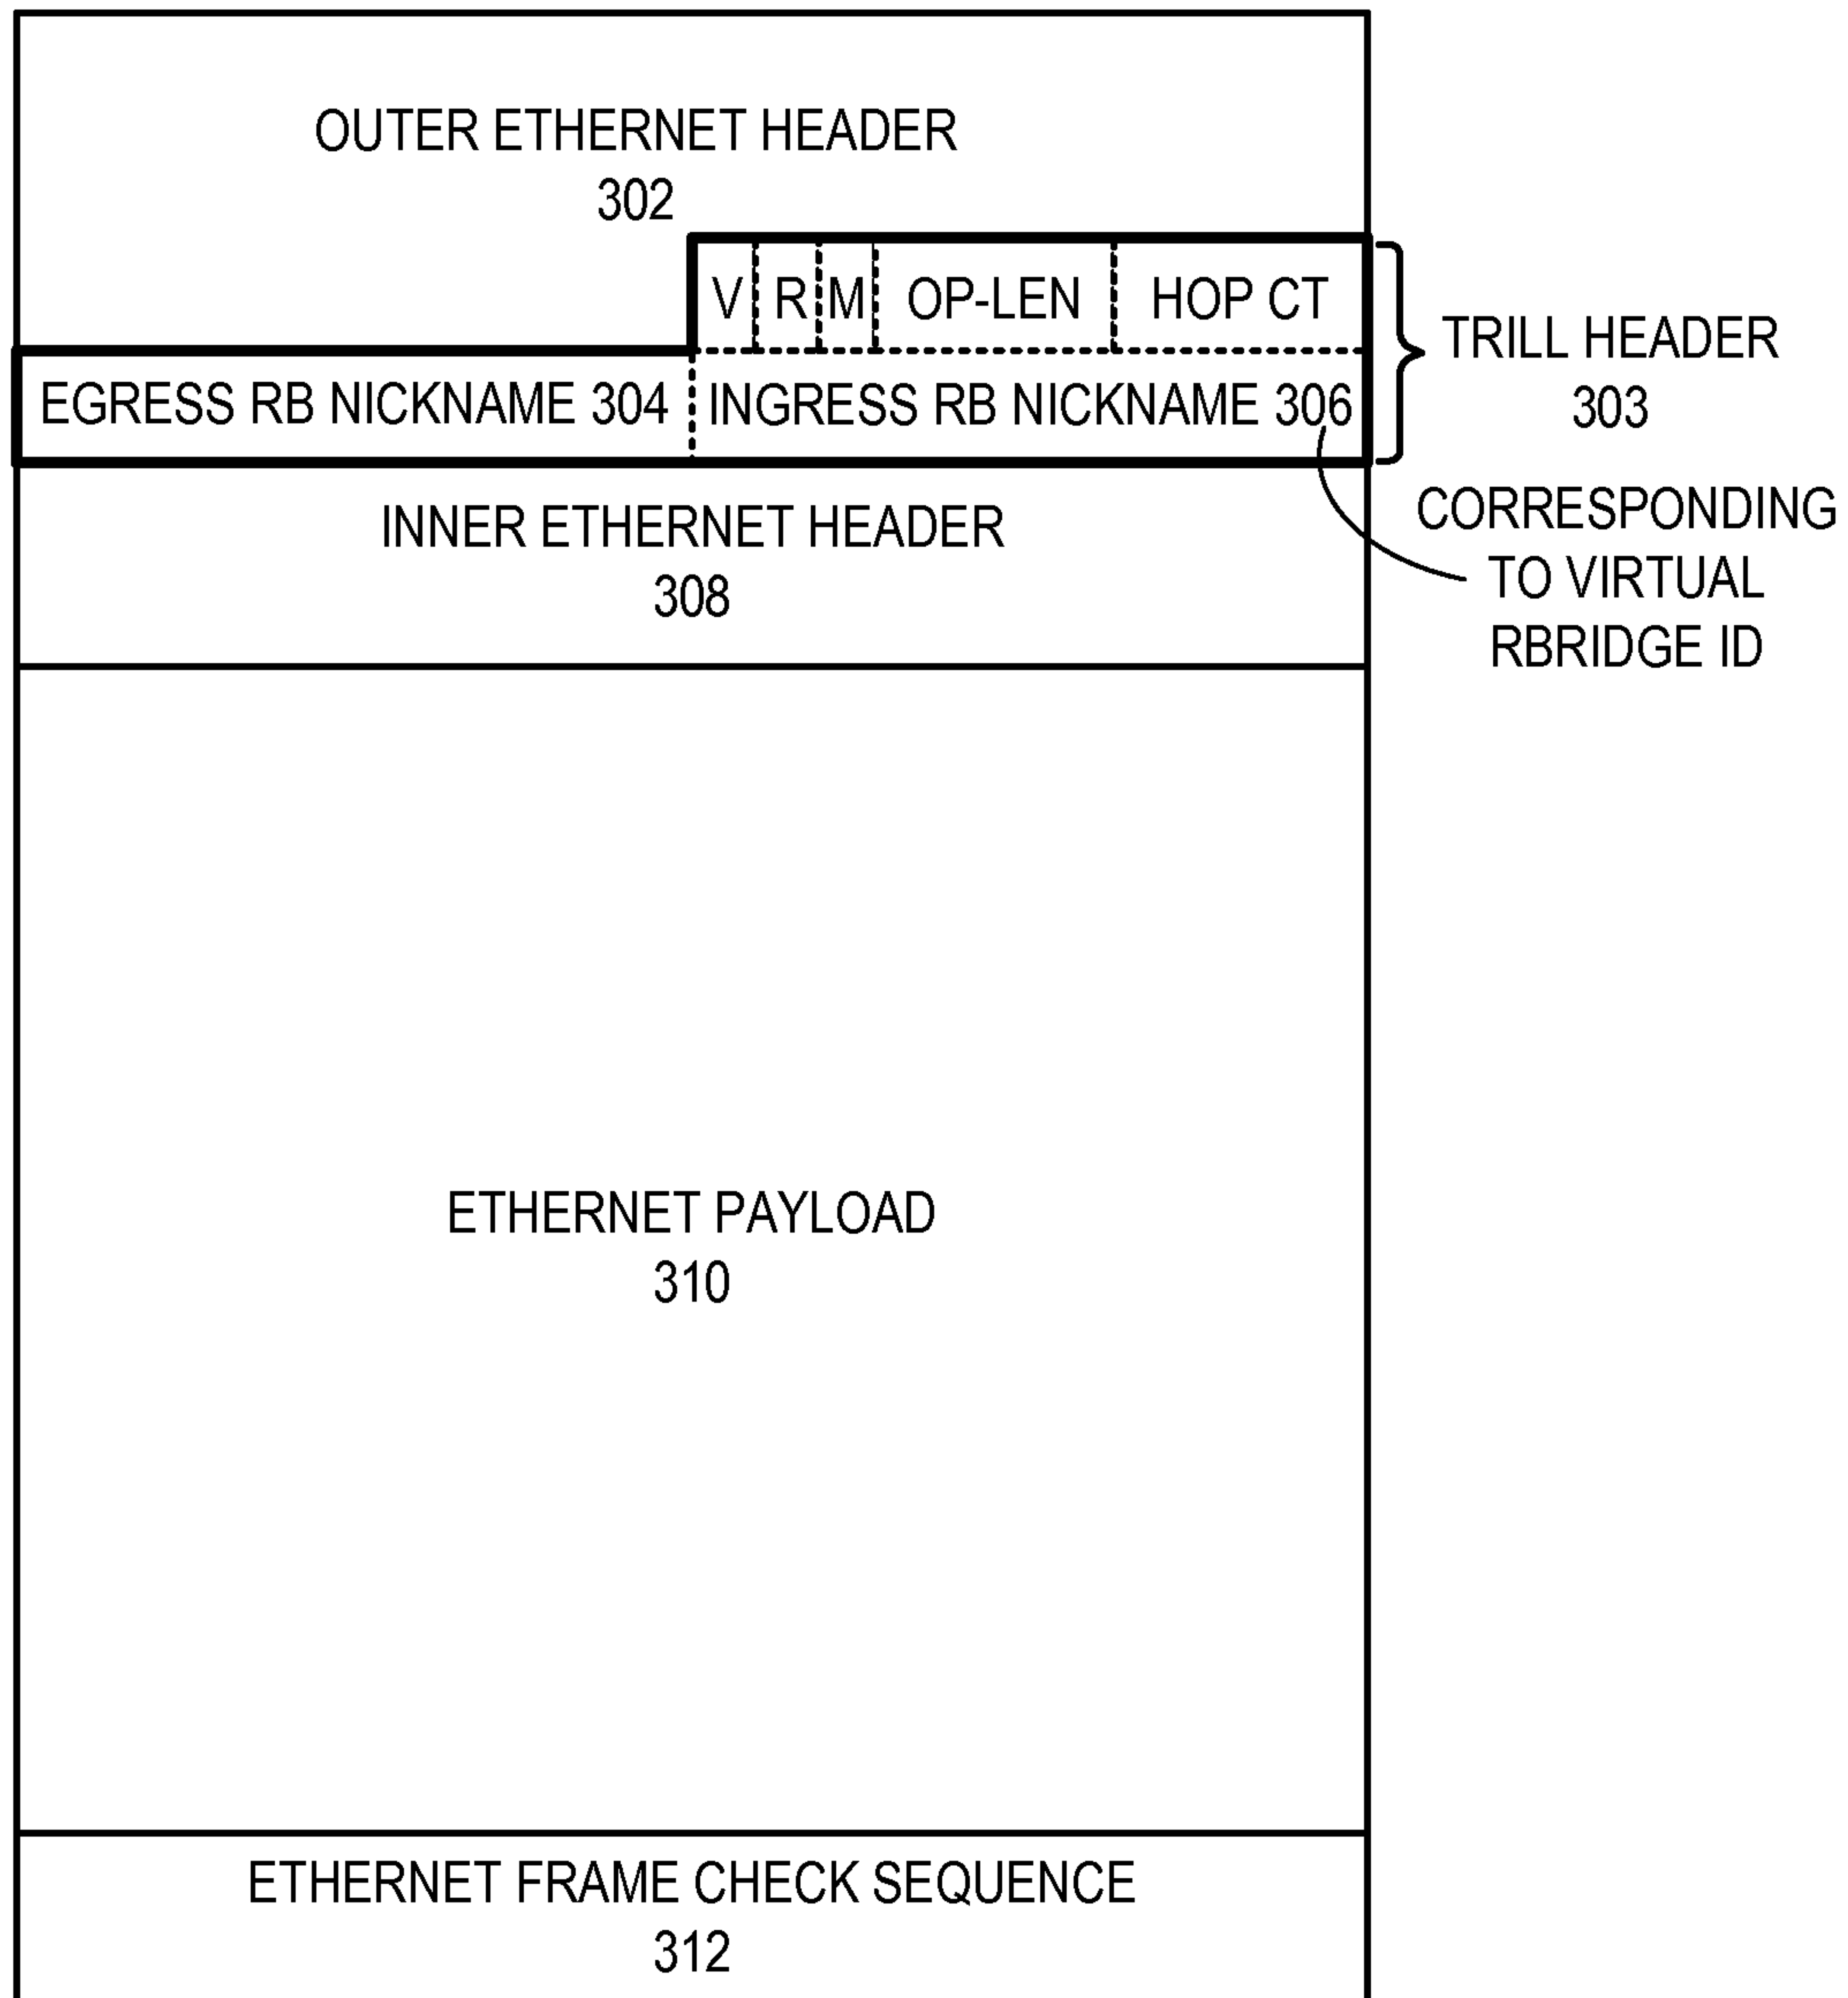 OUTER ETHERNET HEADER
302
V R M OP-LEN HOP CT
EGRESS RB NICKNAME 304 INGRESS RB NICKNAME 306
TRILL HEADER
303
CORRESPONDING
TO VIRTUAL
RBRIDGE ID
INNER ETHERNET HEADER
308
ETHERNET PAYLOAD
310
ETHERNET FRAME CHECK SEQUENCE
312